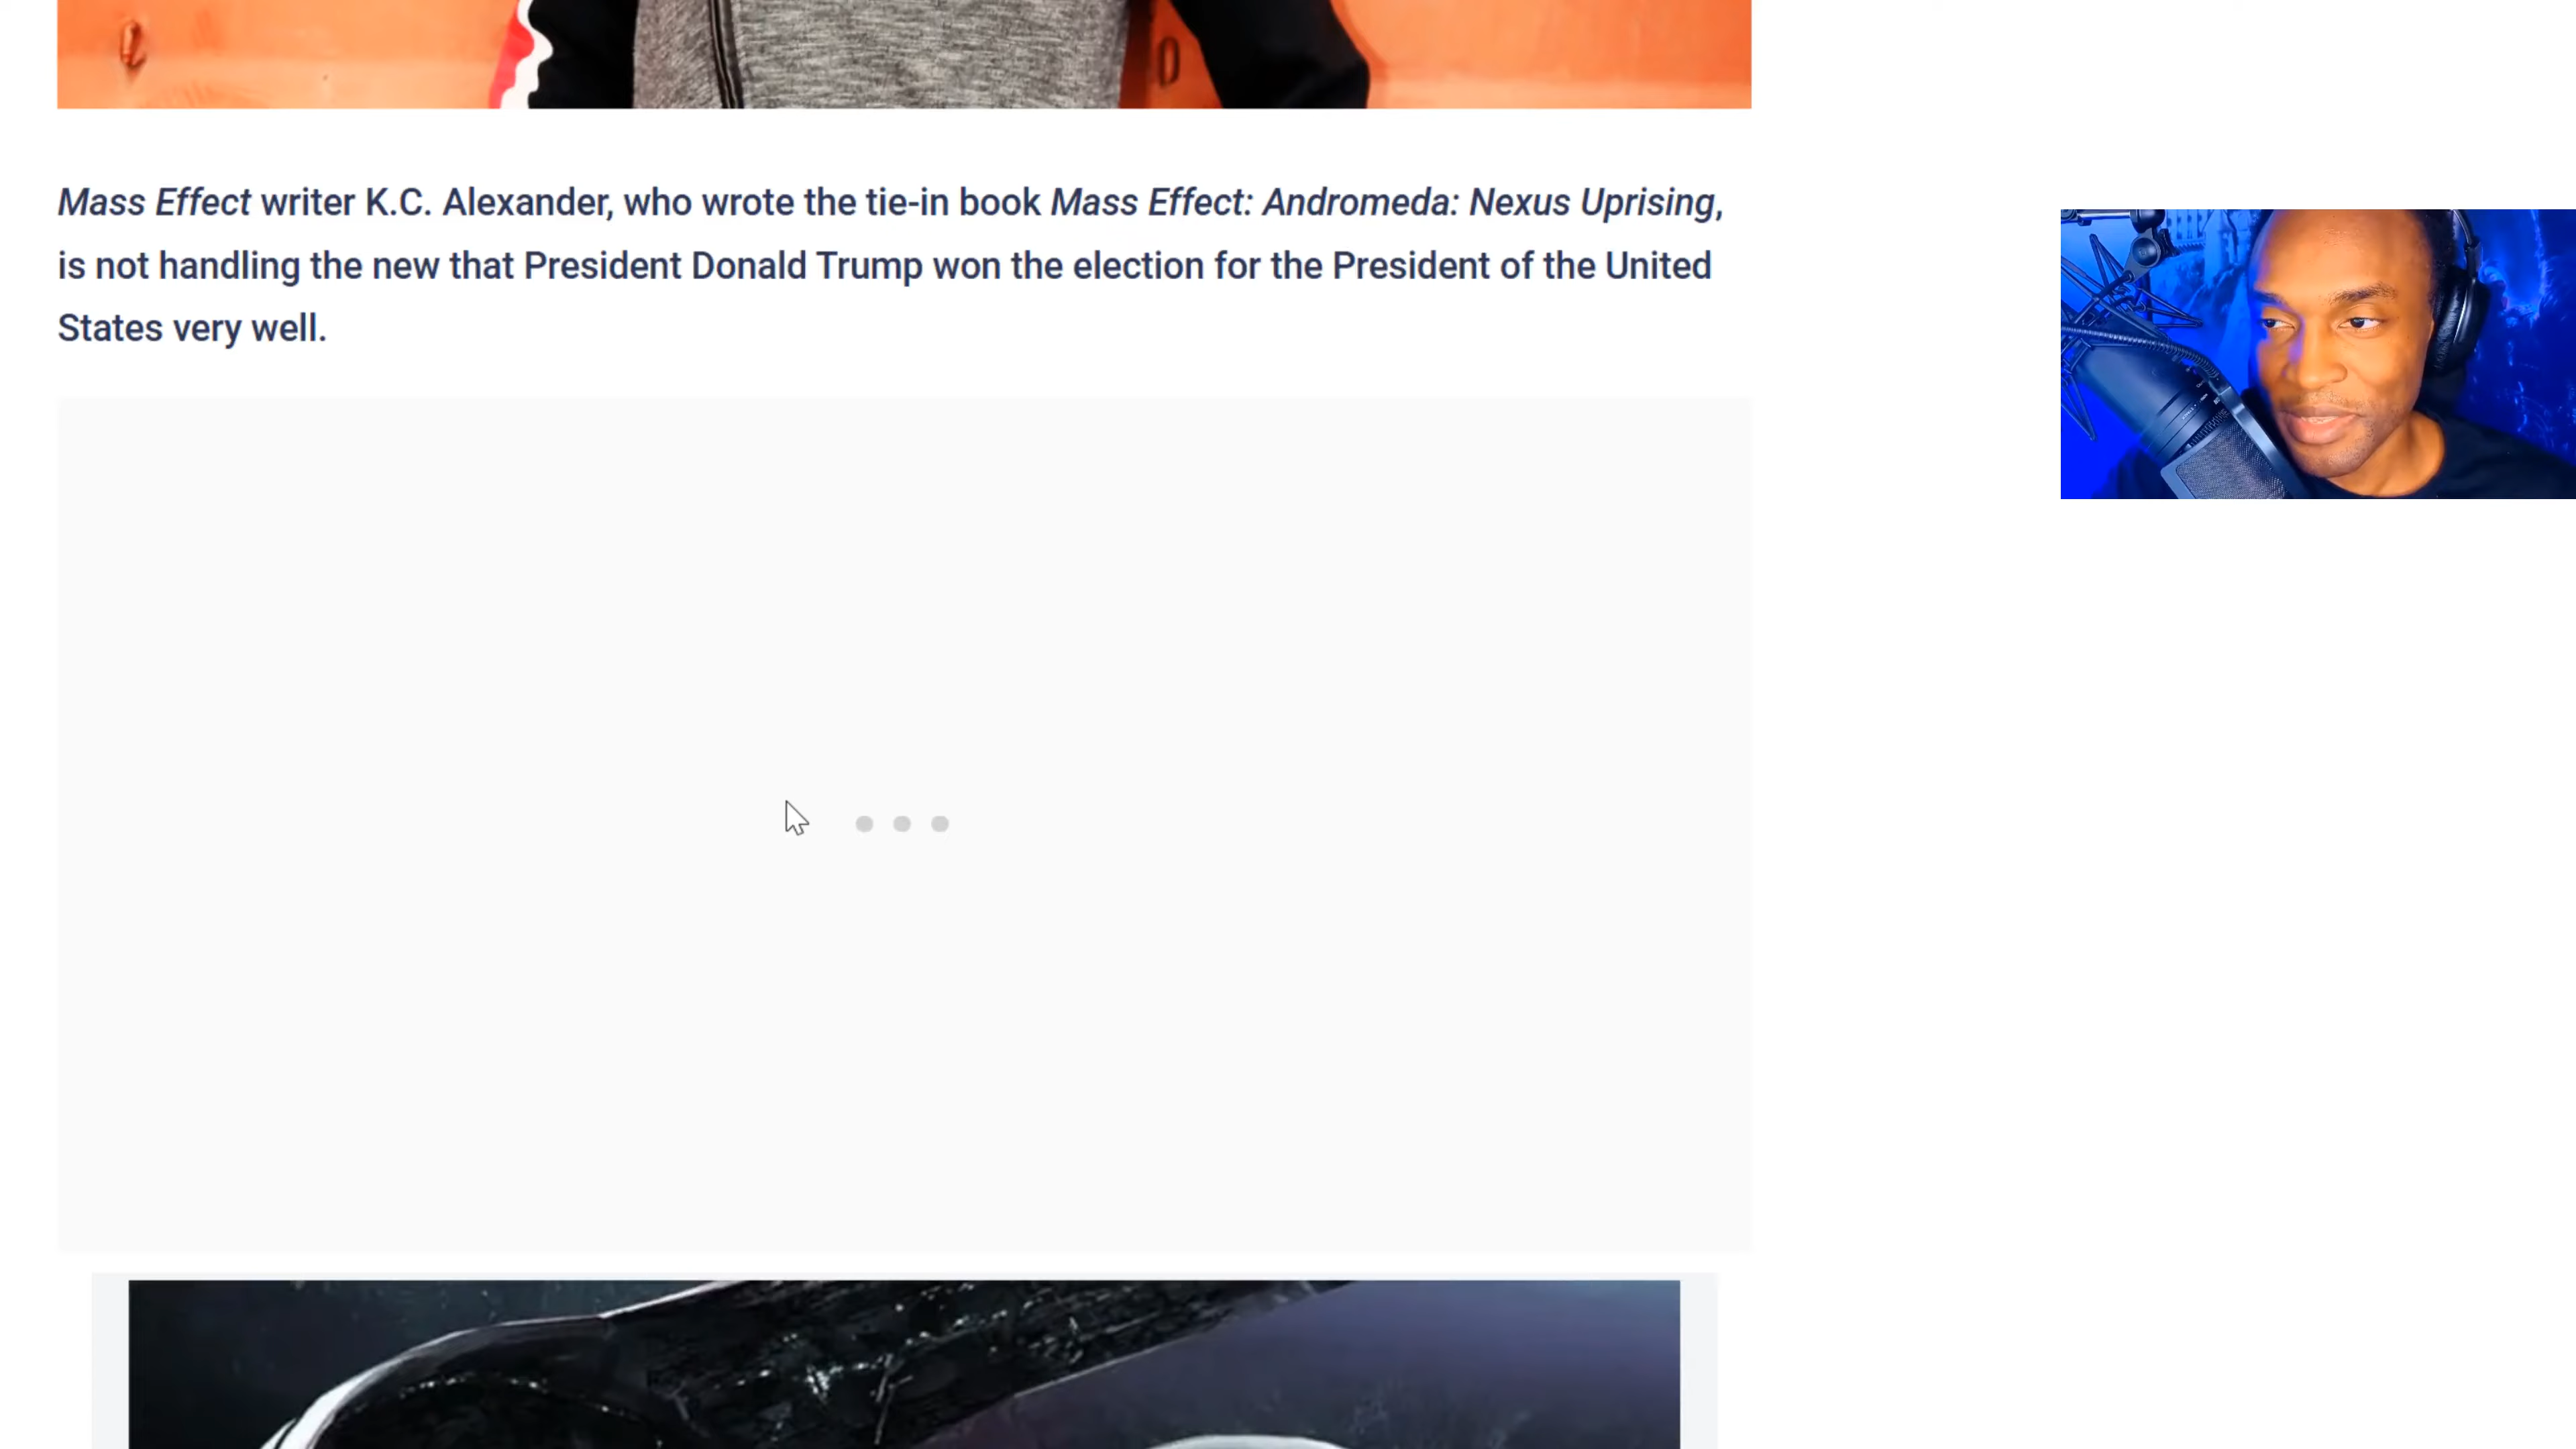 Mass Effect writer K.C. Alexander, who wrote the tie-in book Mass Effect: Andromeda: Nexus Uprising,
is not handling the new that President Donald Trump won the election for the President of the United
States very well.